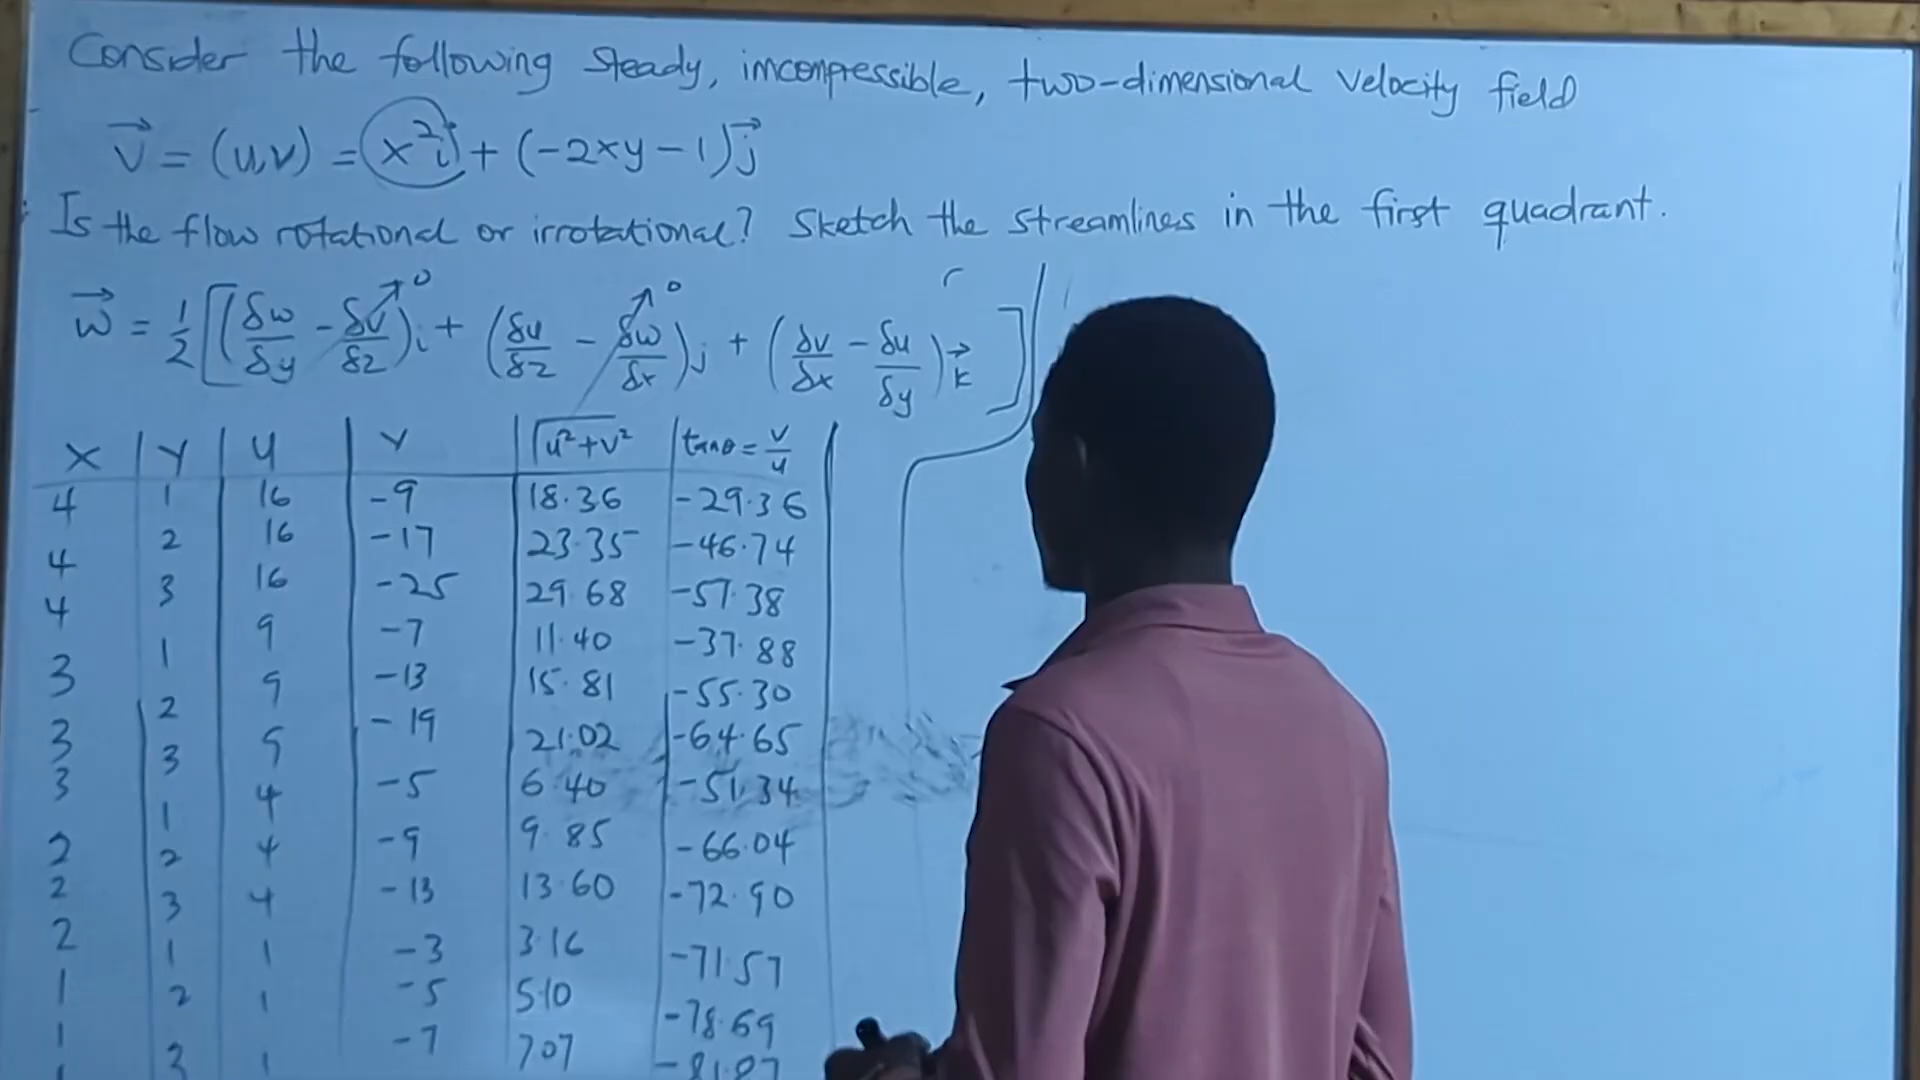 Consider the following steady, imcompressible, two-dimensional velocity field
V⃗ = (u,v) = x²i⃗ + (-2xy-1)j⃗
Is the flow rotational or irrotational? Sketch the streamlines in the first quadrant.
w⃗ = 1/2 [(δw/δy - δv/δz)i + (δu/δz - δw/δx)j + (δv/δx - δu/δy)k⃗]
0 0
X Y U V √u²+v² tanθ = v/u
4 1 16 -9 18.36 -29.36
4 2 16 -17 23.35 -46.74
4 3 16 -25 29.68 -57.38
3 1 9 -7 11.40 -37.88
3 2 9 -13 15.81 -55.30
3 3 9 -19 21.02 -64.65
2 1 4 -5 6.40 -51.34
2 2 4 -9 9.85 -66.04
2 3 4 -13 13.60 -72.90
1 1 1 -3 3.16 -71.57
1 2 1 -5 5.10 -78.69
1 3 1 -7 7.07 -81.87